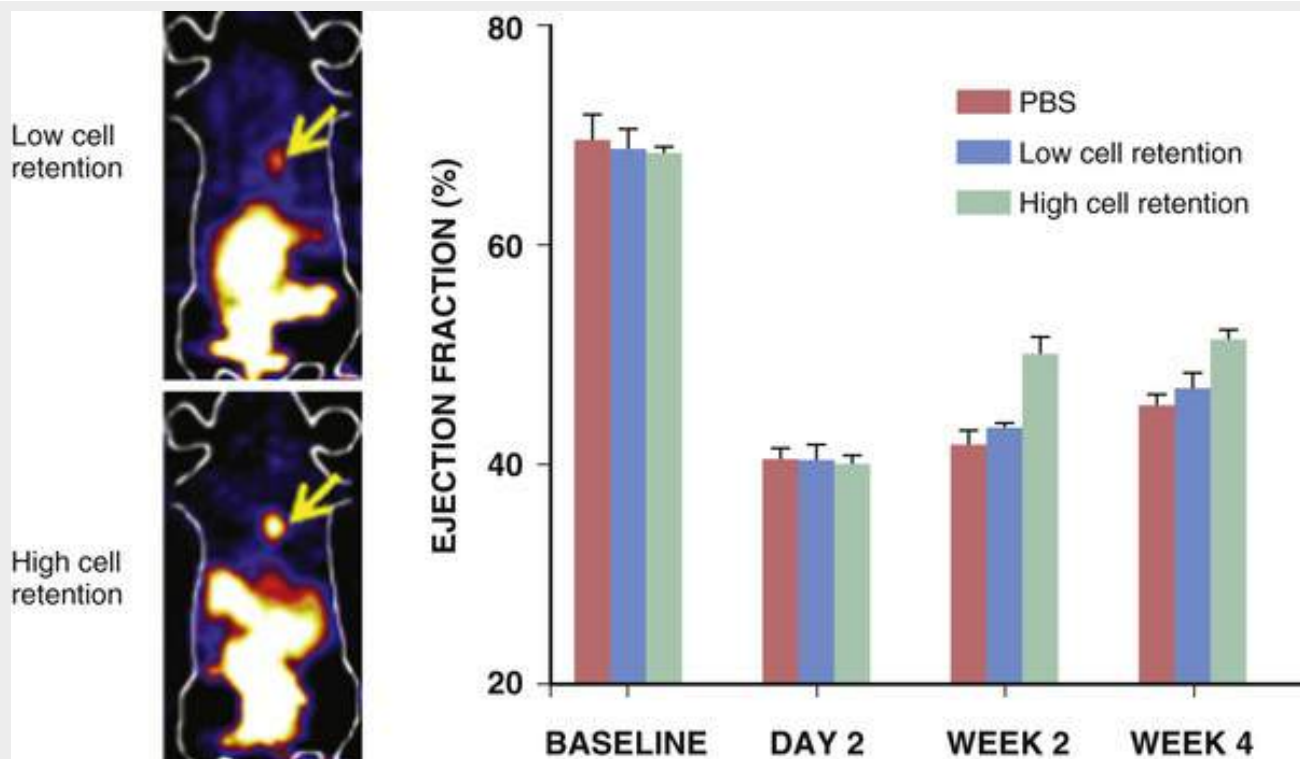 Low cell
retention
High cell
retention
EJECTION FRACTION (%)
80
60
40
20
PBS
Low cell retention
High cell retention
BASELINE DAY 2 WEEK 2 WEEK 4